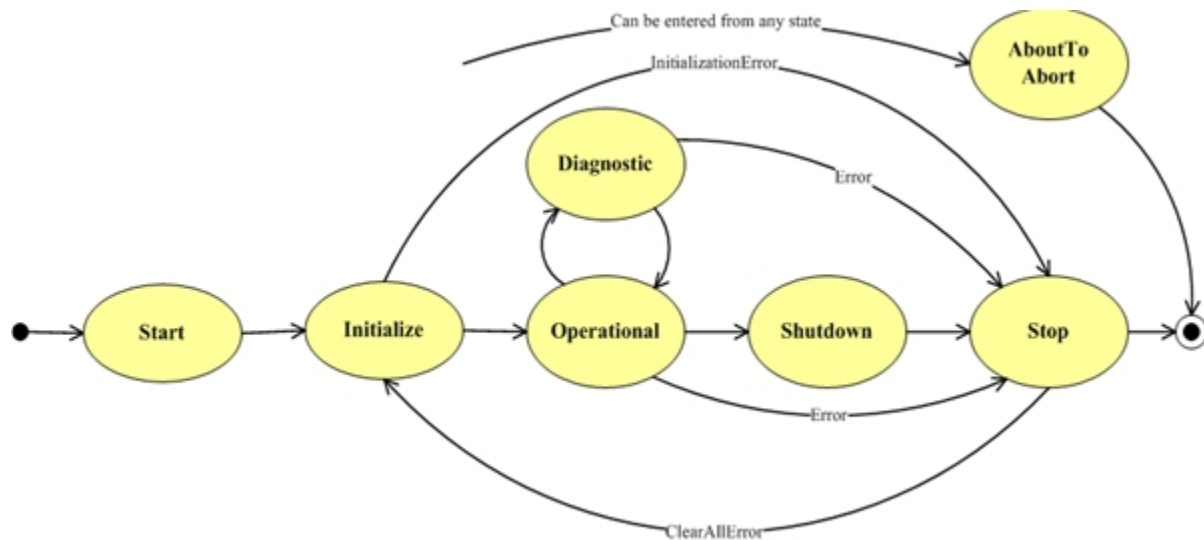 Can be entered from any state
AboutTo
Abort
InitializationError
Diagnostic
Error
Start
Initialize
Operational
Shutdown
Stop
Error
ClearAllError